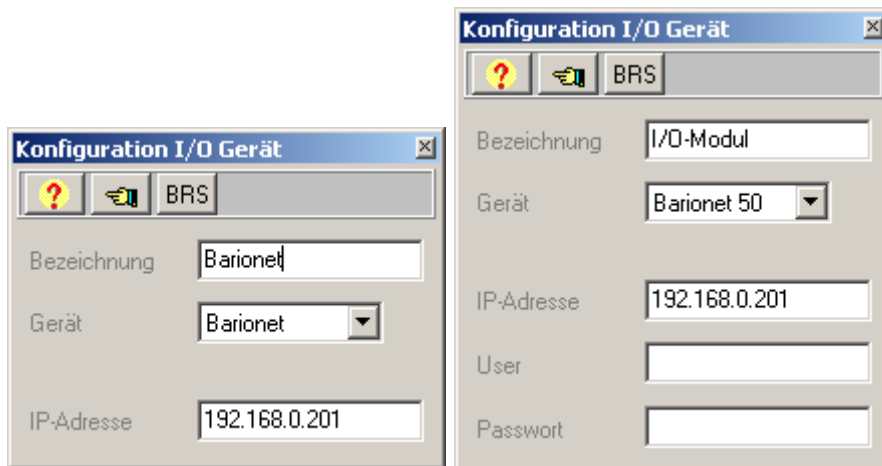 Konfiguration I/O Gerät
? BRS
Bezeichnung Barionet
Gerät Barionet
IP-Adresse 192.168.0.201
Konfiguration I/O Gerät
? BRS
Bezeichnung I/O-Modul
Gerät Barionet 50
IP-Adresse 192.168.0.201
User
Passwort